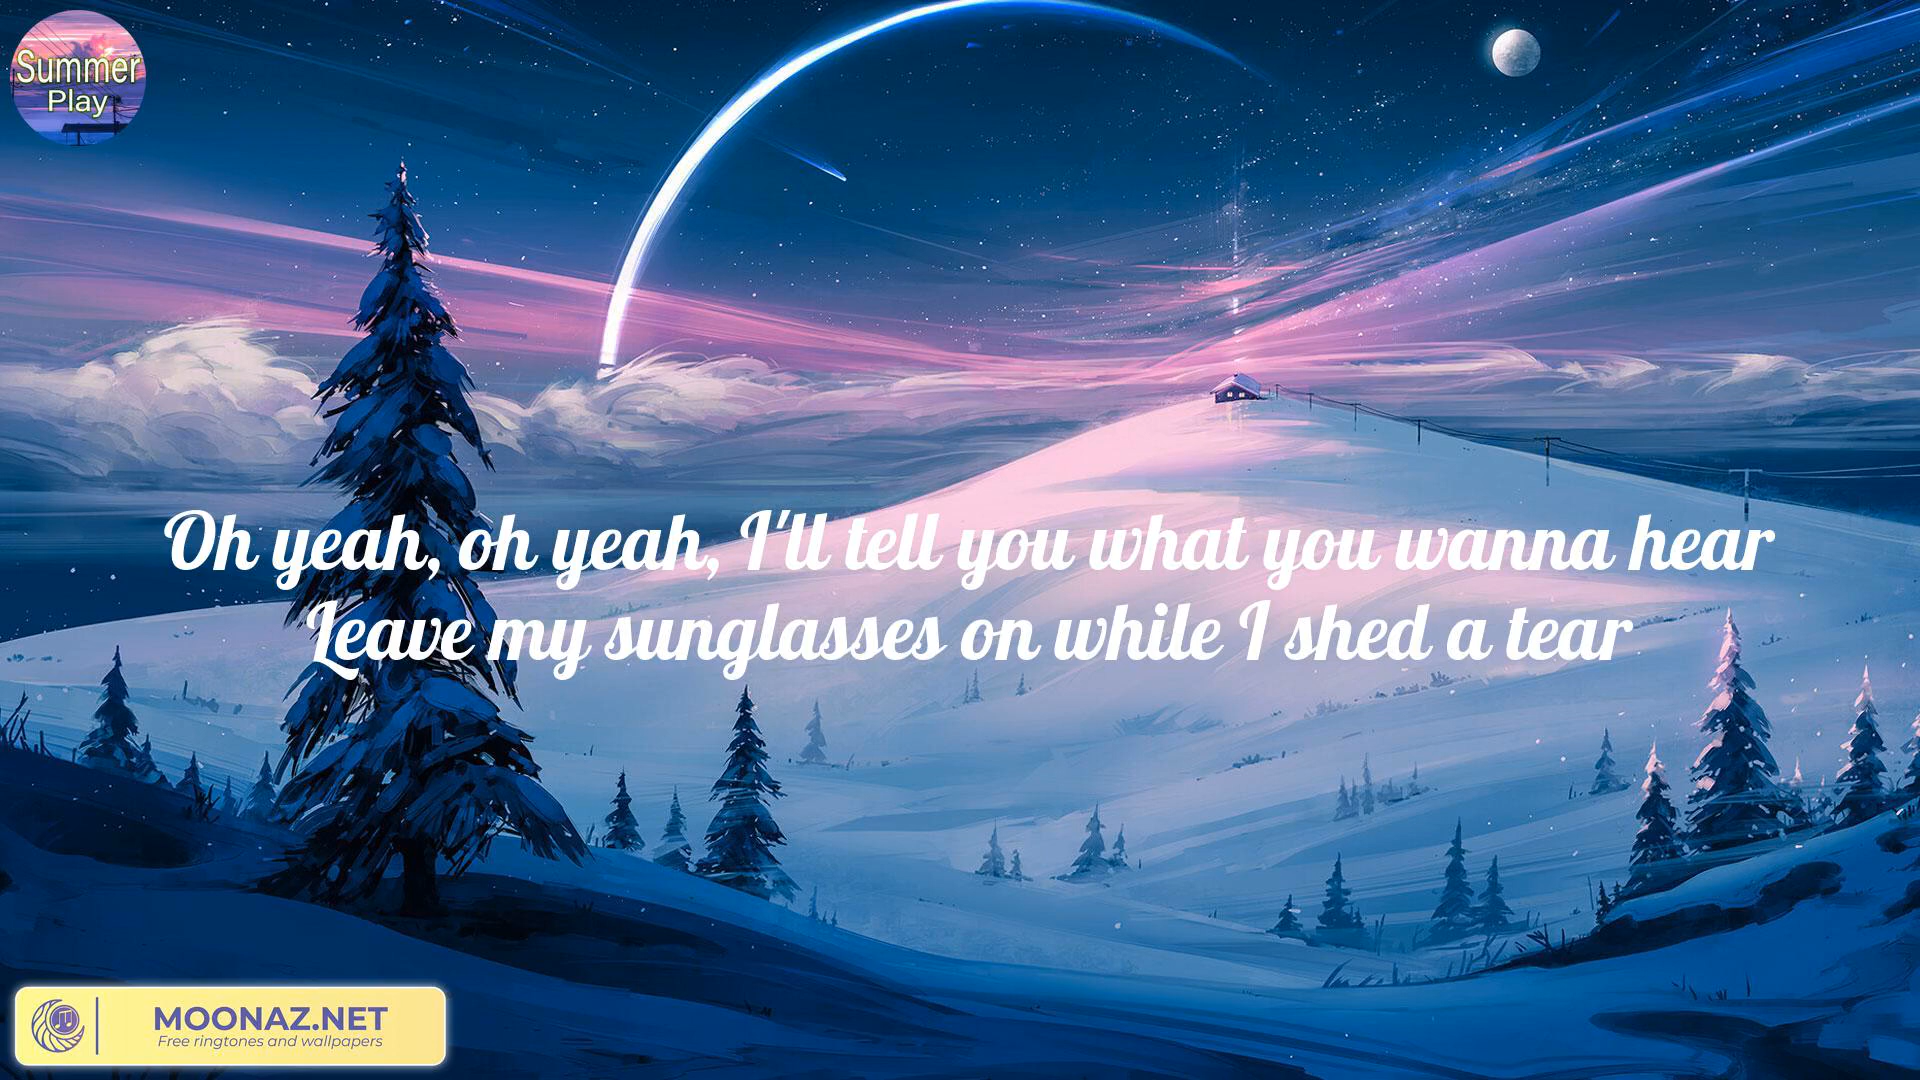 Summer
Play
Oh yeah, oh yeah, I'll tell you what you wanna hear
Leave my sunglasses on while I shed a tear
MOONAZ.NET
Free ringtones and wallpapers